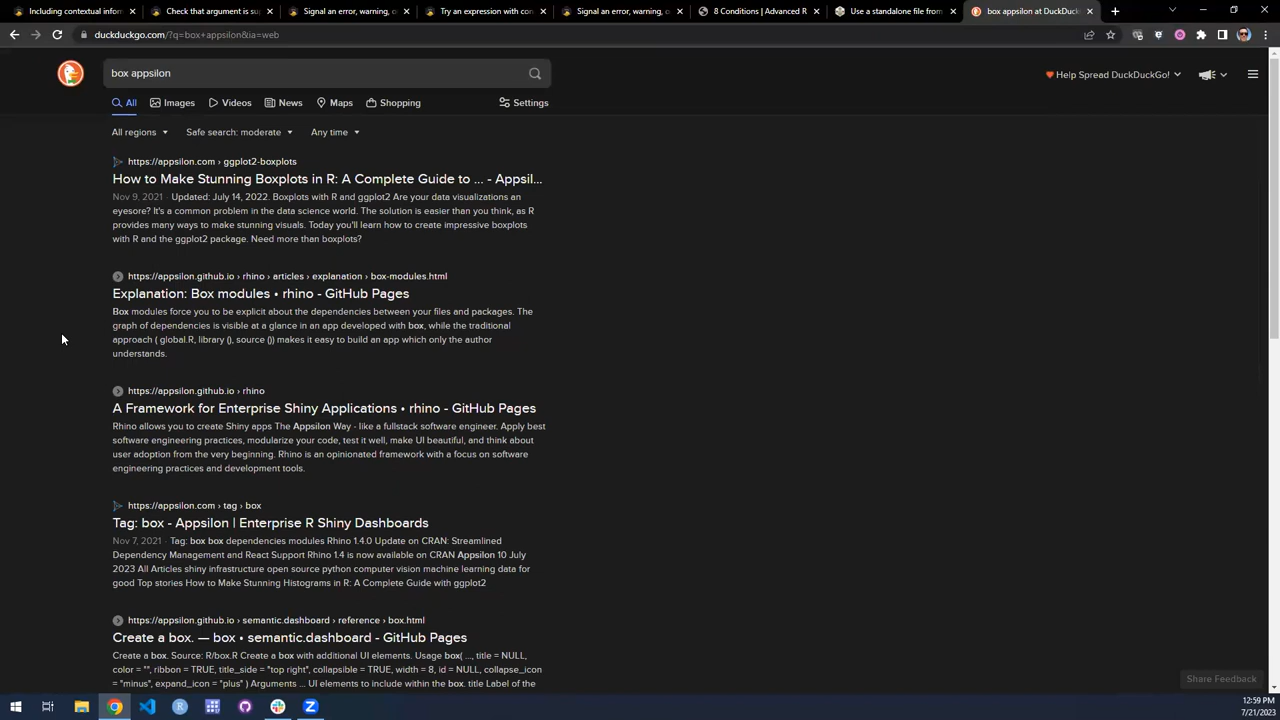 Including contextual infor
Check that argument is su
Signal an error, warning, o
Try an expression with con
Signal an error, warning, o
8 Conditions | Advanced R
Use a standalone file from
box appsilon at DuckDuck
duckduckgo.com/?q=box+appsilon&ia=web
box appsilon
Help Spread DuckDuckGo!
All
Images
Videos
News
Maps
Shopping
Settings
All regions
Safe search: moderate
Any time
https://appsilon.com › ggplot2-boxplots
How to Make Stunning Boxplots in R: A Complete Guide to ... - Appsil...
Nov 9, 2021 · Updated: July 14, 2022. Boxplots with R and ggplot2 Are your data visualizations an
eyesore? It's a common problem in the data science world. The solution is easier than you think, as R
provides many ways to make stunning visuals. Today you'll learn how to create impressive boxplots
with R and the ggplot2 package. Need more than boxplots?
https://appsilon.github.io › rhino › articles › explanation › box-modules.html
Explanation: Box modules • rhino - GitHub Pages
Box modules force you to be explicit about the dependencies between your files and packages. The
graph of dependencies is visible at a glance in an app developed with box, while the traditional
approach ( global.R, library (), source ()) makes it easy to build an app which only the author
understands.
https://appsilon.github.io › rhino
A Framework for Enterprise Shiny Applications • rhino - GitHub Pages
Rhino allows you to create Shiny apps The Appsilon Way - like a fullstack software engineer. Apply best
software engineering practices, modularize your code, test it well, make UI beautiful, and think about
user adoption from the very beginning. Rhino is an opinionated framework with a focus on software
engineering practices and development tools.
https://appsilon.com › tag › box
Tag: box - Appsilon | Enterprise R Shiny Dashboards
Nov 7, 2021 · Tag: box box dependencies modules Rhino 1.4.0 Update on CRAN: Streamlined
Dependency Management and React Support Rhino 1.4 is now available on CRAN Appsilon 10 July
2023 All Articles shiny infrastructure open source python computer vision machine learning data for
good Top stories How to Make Stunning Histograms in R: A Complete Guide with ggplot2
https://appsilon.github.io › semantic.dashboard › reference › box.html
Create a box. — box • semantic.dashboard - GitHub Pages
Create a box. Source: R/box.R Create a box with additional UI elements. Usage box( ..., title = NULL,
color = "", ribbon = TRUE, title_side = "top right", collapsible = TRUE, width = 8, id = NULL, collapse_icon
= "minus", expand_icon = "plus" ) Arguments ... UI elements to include within the box. title Label of the
Share Feedback
12:59 PM
7/21/2023